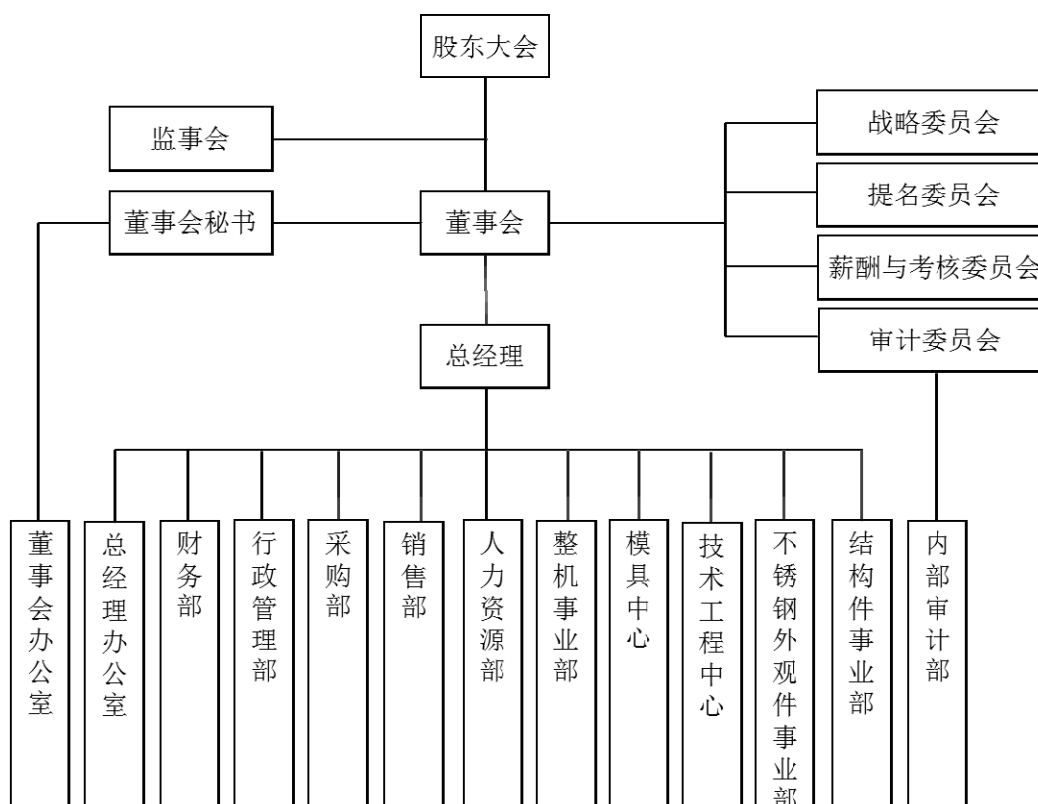 股东大会
监事会
战略委员会
提名委员会
董事会秘书
董事会
薪酬与考核委员会
总经理
审计委员会
董事会办公室
总经理办公室
财务部
行政管理部
采购部
销售部
人力资源部
整机事业部
模具中心
技术工程中心
不锈钢外观件事业部
结构件事业部
内部审计部